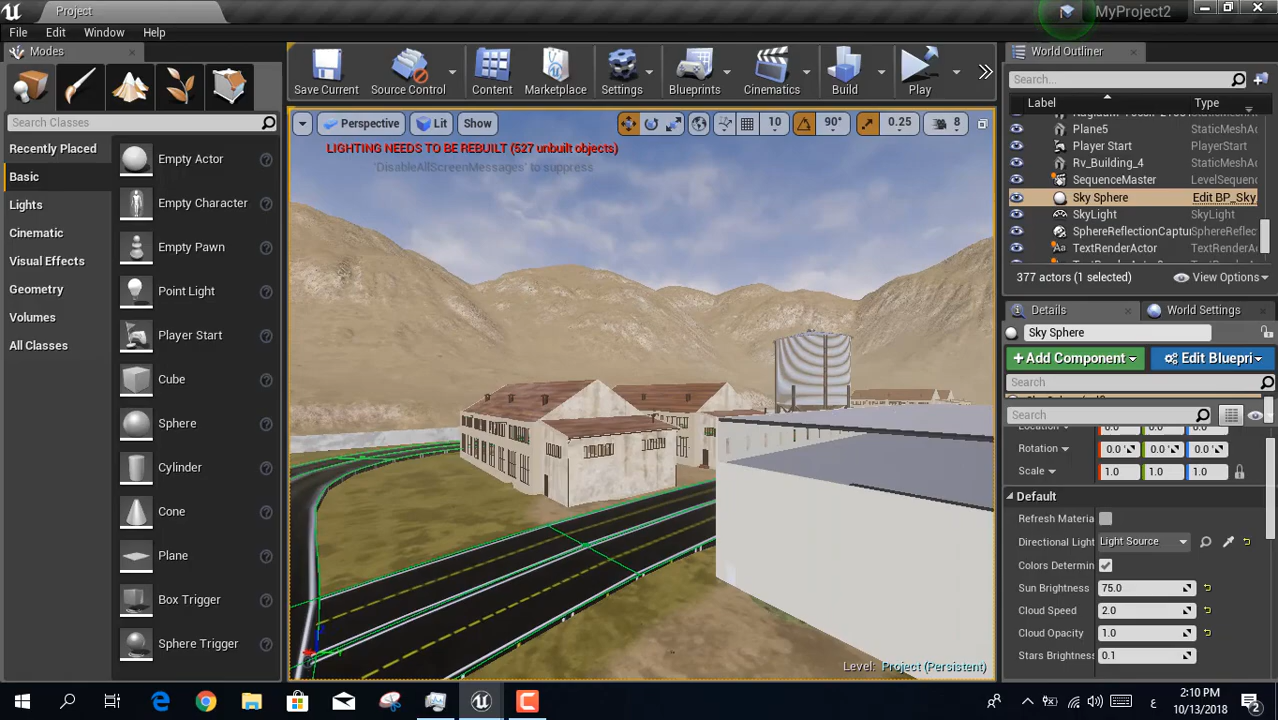 Project
MyProject2
File Edit Window Help
Modes
World Outliner
Save Current
Source Control
Content
Marketplace
Settings
Blueprints
Cinematics
Build
Play
Search Classes
Search...
Label
Type
Perspective
Lit
Show
10
90°
0.25
8
LIGHTING NEEDS TO BE REBUILT (527 unbuilt objects)
'DisableAllScreenMessages' to suppress
Recently Placed
Basic
Lights
Cinematic
Visual Effects
Geometry
Volumes
All Classes
Empty Actor
Empty Character
Empty Pawn
Point Light
Player Start
Cube
Sphere
Cylinder
Cone
Plane
Box Trigger
Sphere Trigger
Plane5 StaticMeshA
Player Start PlayerStart
Rv_Building_4 StaticMeshA
SequenceMaster LevelSequenc
Sky Sphere Edit BP_Sky
SkyLight SkyLight
SphereReflectionCaptur SphereReflec
TextRenderActor TextRenderAc
377 actors (1 selected)
View Options
Details
World Settings
Sky Sphere
+Add Component
Edit Bluepri
Search
Search
Location
Rotation 0.0 ° 0.0 ° 0.0 °
Scale 1.0 1.0 1.0
Default
Refresh Materia
Directional Light Light Source
Colors Determin
Sun Brightness 75.0
Cloud Speed 2.0
Cloud Opacity 1.0
Stars Brightness 0.1
Level: Project (Persistent)
ع
2:10 PM
10/13/2018
2